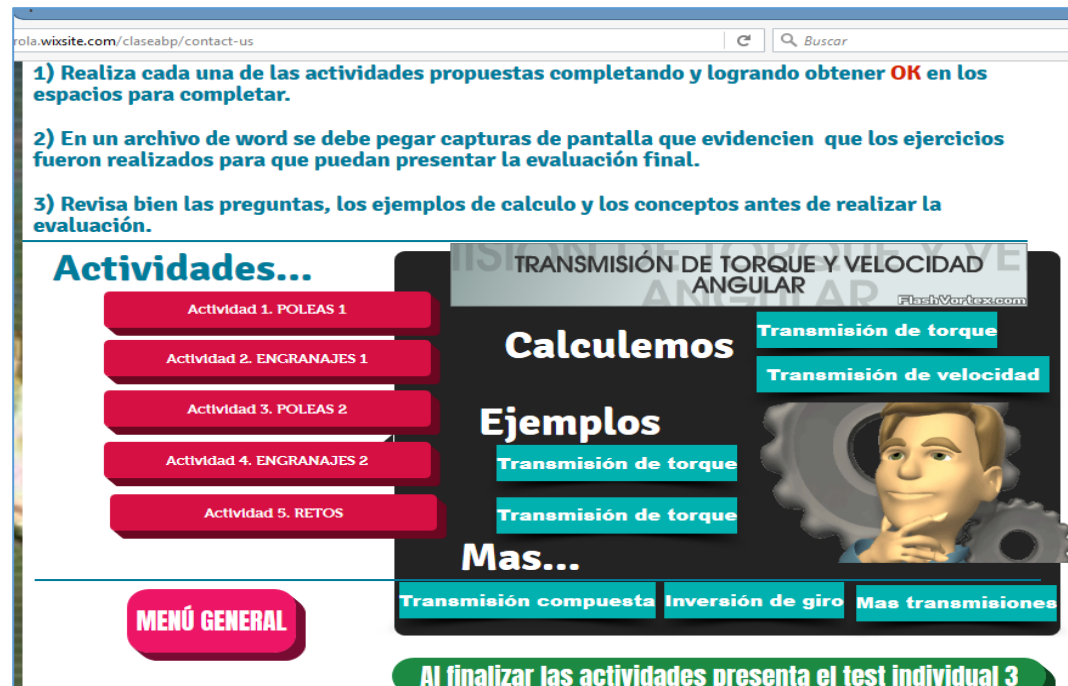 rola.wixsite.com/claseabp/contact-us
Buscar
1) Realiza cada una de las actividades propuestas completando y logrando obtener OK en los
espacios para completar.
2) En un archivo de word se debe pegar capturas de pantalla que evidencien que los ejercicios
fueron realizados para que puedan presentar la evaluación final.
3) Revisa bien las preguntas, los ejemplos de calculo y los conceptos antes de realizar la
evaluación.
Actividades...
Actividad 1. POLEAS 1
Actividad 2. ENGRANAJES 1
Actividad 3. POLEAS 2
Actividad 4. ENGRANAJES 2
Actividad 5. RETOS
MENÚ GENERAL
TRANSMISIÓN DE TORQUE Y VELOCIDAD
ANGULAR
FlashVortex.com
Calculemos
Transmisión de torque
Transmisión de velocidad
Ejemplos
Transmisión de torque
Transmisión de torque
Mas...
Transmisión compuesta
Inversión de giro
Mas transmisiones
Al finalizar las actividades presenta el test individual 3